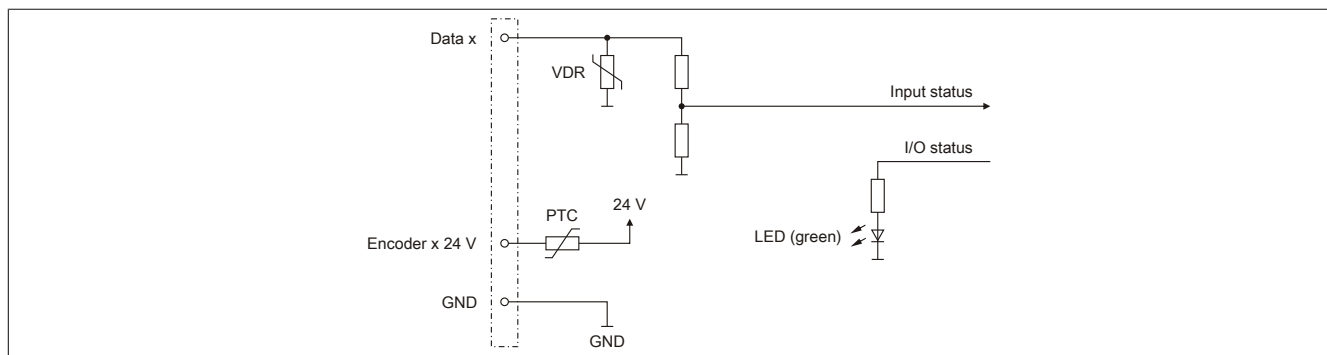 Data x
VDR
Input status
I/O status
PTC
24 V
LED (green)
Encoder x 24 V
GND
GND